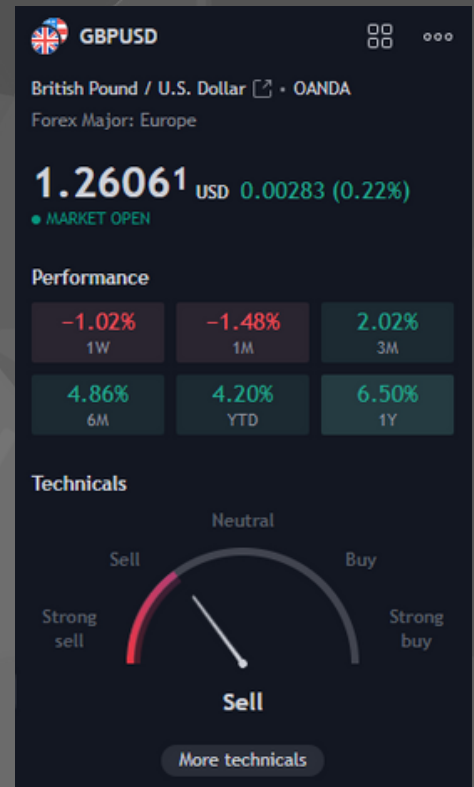 GBPUSD
British Pound / U.S. Dollar • OANDA
Forex Major: Europe
1.26061 USD 0.00283 (0.22%)
• MARKET OPEN
Performance
−1.02% −1.48% 2.02%
1W 1M 3M
4.86% 4.20% 6.50%
6M YTD 1Y
Technicals
Neutral
Sell Buy
Strong sell Strong buy
Sell
More technicals